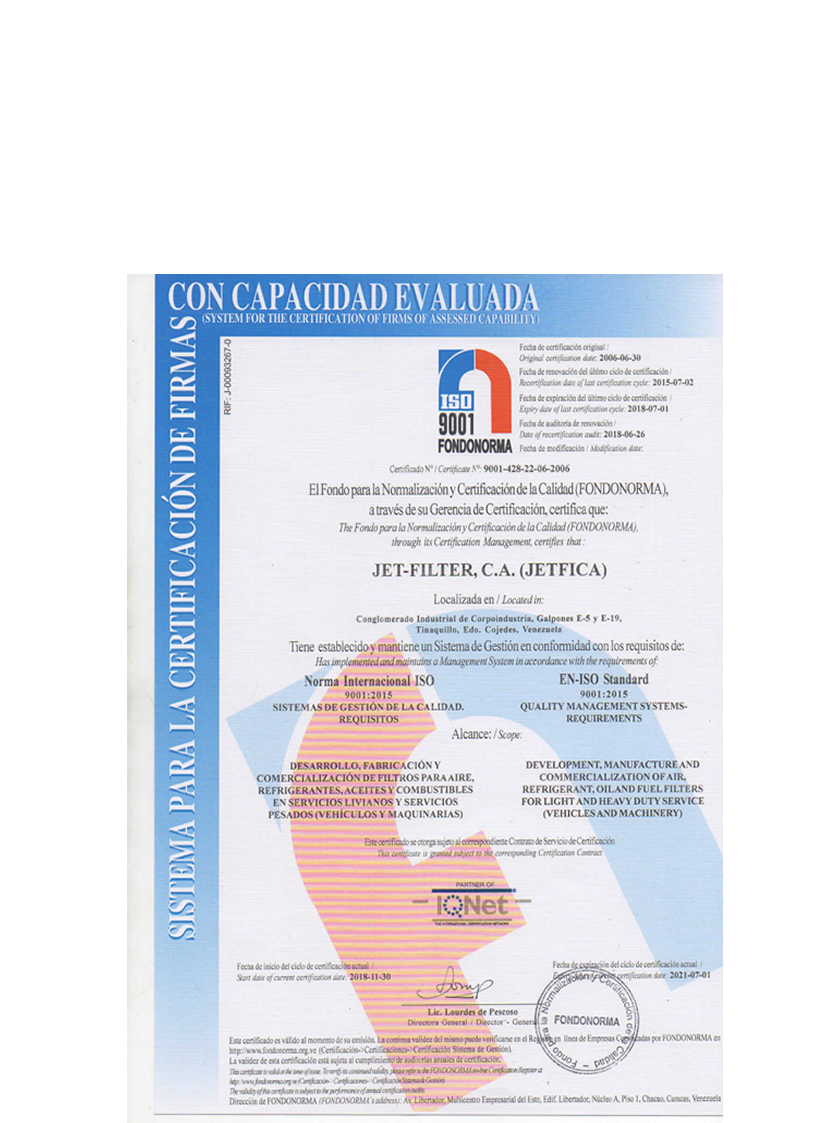 CON CAPACIDAD EVALUADA
(SYSTEM FOR THE CERTIFICATION OF FIRMS OF ASSESSED CAPABILITY)
SISTEMA PARA LA CERTIFICACIÓN DE FIRMAS
RIF: J-00093267-0
ISO
9001
FONDONORMA
Fecha de certificación original /
Original certification date: 2006-06-30
Fecha de renovación del último ciclo de certificación /
Recertification date of last certification cycle: 2015-07-02
Fecha de expiración del último ciclo de certificación /
Expiry date of last certification cycle: 2018-07-01
Fecha de auditoría de renovación /
Date of recertification audit: 2018-06-26
Fecha de modificación / Modification date:
Certificado Nº / Certificate Nº: 9001-428-22-06-2006
El Fondo para la Normalización y Certificación de la Calidad (FONDONORMA),
a través de su Gerencia de Certificación, certifica que:
The Fondo para la Normalización y Certificación de la Calidad (FONDONORMA),
through its Certification Management, certifies that :
JET-FILTER, C.A. (JETFICA)
Localizada en / Located in:
Conglomerado Industrial de Corpoindustria, Galpones E-5 y E-19,
Tinaquillo, Edo. Cojedes, Venezuela
Tiene establecido y mantiene un Sistema de Gestión en conformidad con los requisitos de:
Has implemented and maintains a Management System in accordance with the requirements of:
Norma Internacional ISO
9001:2015
SISTEMAS DE GESTIÓN DE LA CALIDAD.
REQUISITOS
EN-ISO Standard
9001:2015
QUALITY MANAGEMENT SYSTEMS-
REQUIREMENTS
Alcance: / Scope:
DESARROLLO, FABRICACIÓN Y
COMERCIALIZACIÓN DE FILTROS PARA AIRE,
REFRIGERANTES, ACEITES Y COMBUSTIBLES
EN SERVICIOS LIVIANOS Y SERVICIOS
PESADOS (VEHÍCULOS Y MAQUINARIAS)
DEVELOPMENT, MANUFACTURE AND
COMMERCIALIZATION OF AIR,
REFRIGERANT, OIL AND FUEL FILTERS
FOR LIGHT AND HEAVY DUTY SERVICE
(VEHICLES AND MACHINERY)
Este certificado se otorga sujeto al correspondiente Contrato de Servicio de Certificación
This certificate is granted subject to the corresponding Certification Contract
PARTNER OF
IQNet
THE INTERNATIONAL CERTIFICATION NETWORK
Fecha de inicio del ciclo de certificación actual /
Start date of current certification date: 2018-11-30
Fecha de expiración del ciclo de certificación actual /
certification date: 2021-07-01
Lic. Lourdes de Pescoso
Directora General / Director - General
Fondo para la Normalización y Certificación de la Calidad
FONDONORMA
Este certificado es válido al momento de su emisión. La continua validez del mismo puede verificarse en el Registro en línea de Empresas Certificadas por FONDONORMA en
http://www.fondonorma.org.ve (Certificación->Certificaciones->Certificación Sistema de Gestión).
La validez de esta certificación está sujeta al cumplimiento de auditorías anuales de certificación.
This certificate is valid at the time of issue. To verify its continued validity, please refer to the FONDONORMA on-line Certification Register at
http: /www.fondonorma.org.ve (Certificación- Certificaciones- Certificación Sistema de Gestión)
The validity of this certificate is subject to the performance of annual certification audits.
Dirección de FONDONORMA (FONDONORMA's address): Av. Libertador, Multicentro Empresarial del Este, Edif. Libertador, Núcleo A, Piso 1, Chacao, Caracas, Venezuela